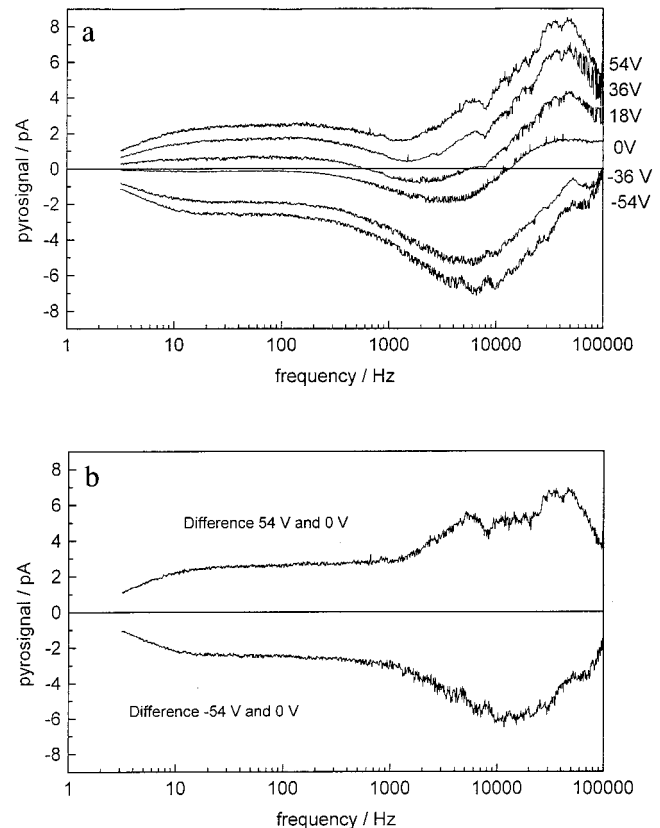 a
8
6
4
2
0
-2
-4
-6
-8
pyrosignal / pA
54V
36V
18V
0V
-36 V
-54V
1
10
100
1000
10000
100000
frequency / Hz
b
8
6
4
2
0
-2
-4
-6
-8
pyrosignal / pA
Difference 54 V and 0 V
Difference -54 V and 0 V
1
10
100
1000
10000
100000
frequency / Hz